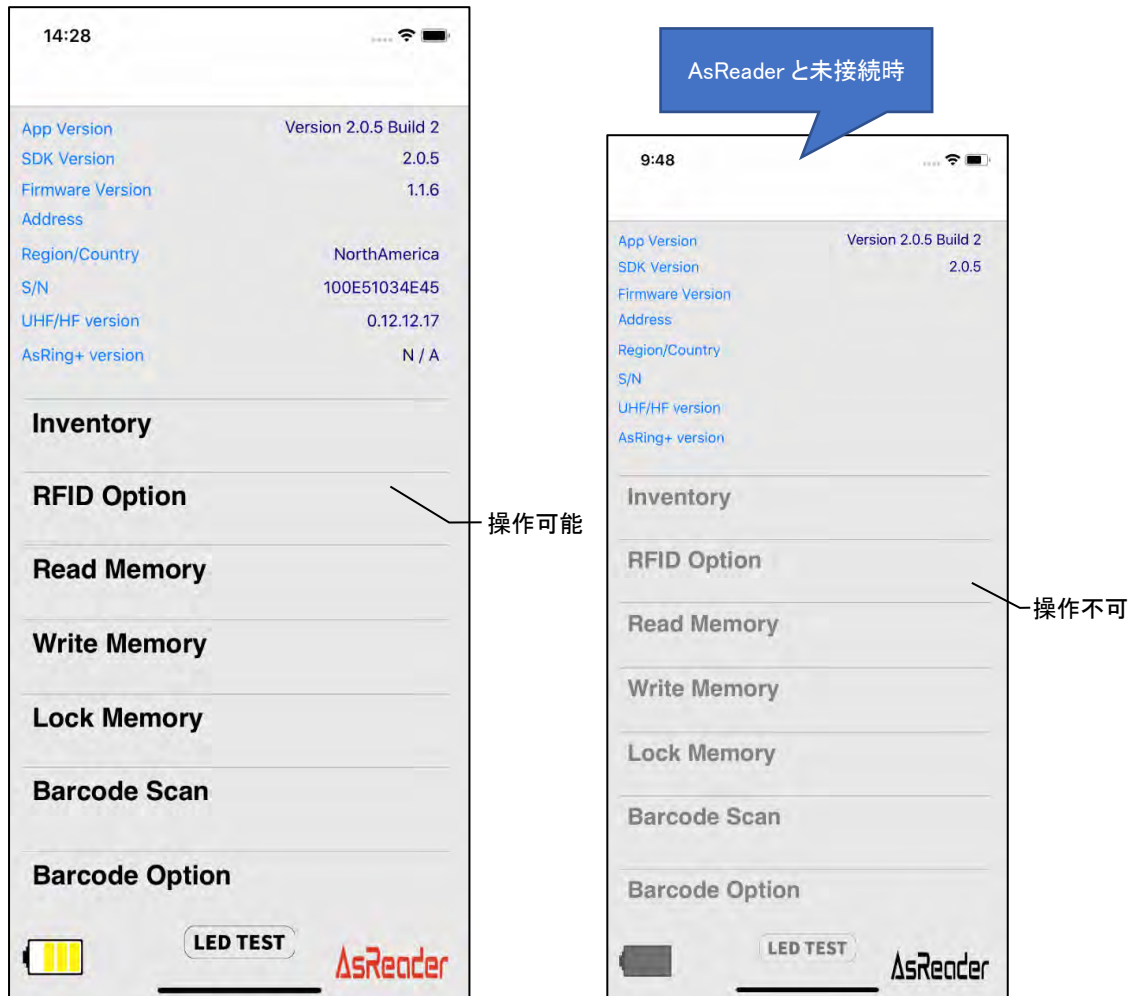 14:28
App Version Version 2.0.5 Build 2
SDK Version 2.0.5
Firmware Version 1.1.6
Address
Region/Country NorthAmerica
S/N 100E51034E45
UHF/HF version 0.12.12.17
AsRing+ version N / A
Inventory
RFID Option
操作可能
Read Memory
Write Memory
Lock Memory
Barcode Scan
Barcode Option
LED TEST
AsReader
AsReader と未接続時
9:48
App Version Version 2.0.5 Build 2
SDK Version 2.0.5
Firmware Version
Address
Region/Country
S/N
UHF/HF version
AsRing+ version
Inventory
RFID Option
操作不可
Read Memory
Write Memory
Lock Memory
Barcode Scan
Barcode Option
LED TEST
AsReader